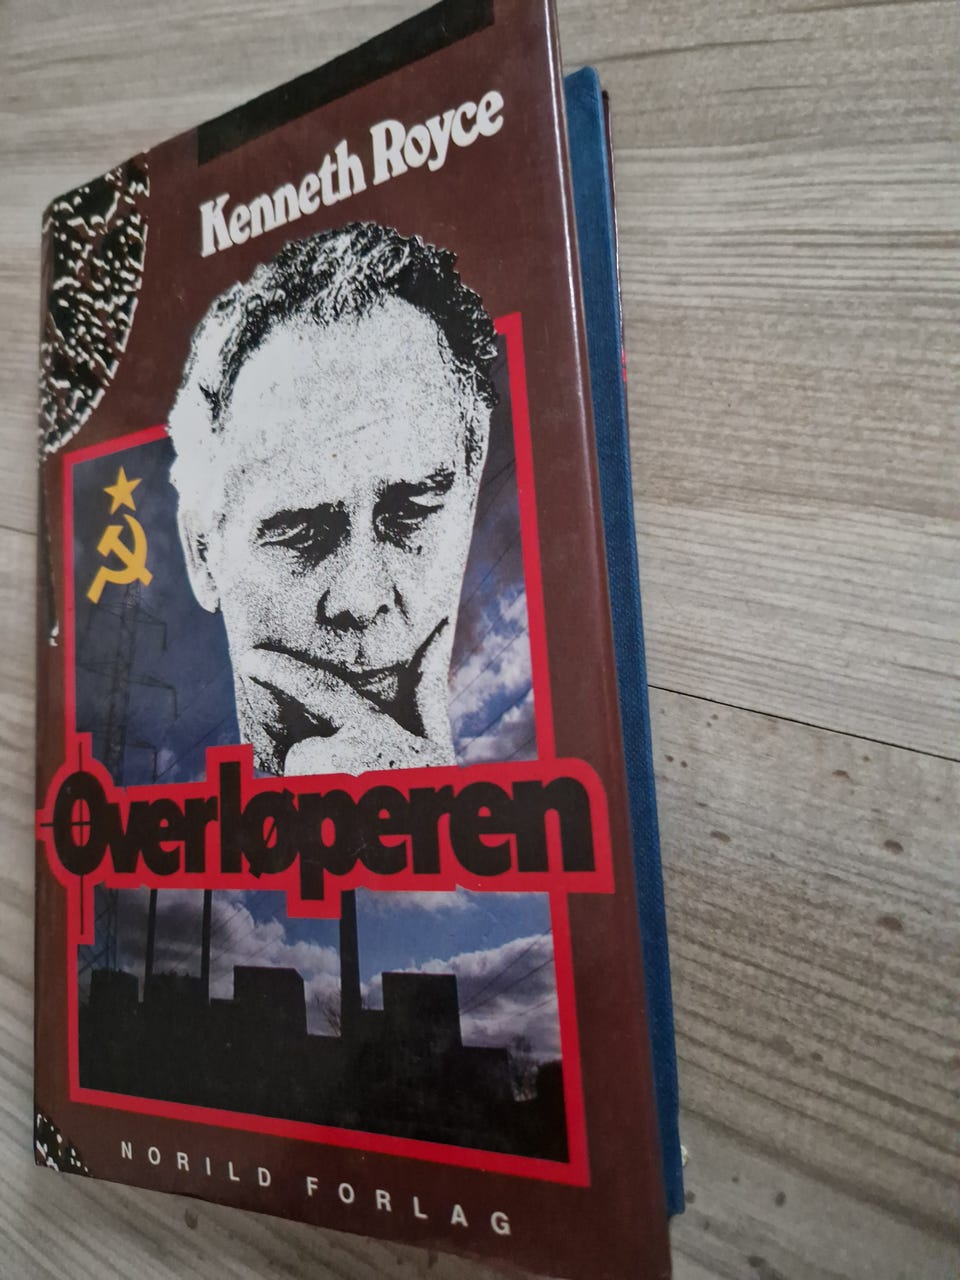 Kenneth Royce
Overløperen
NORILD FORLAG